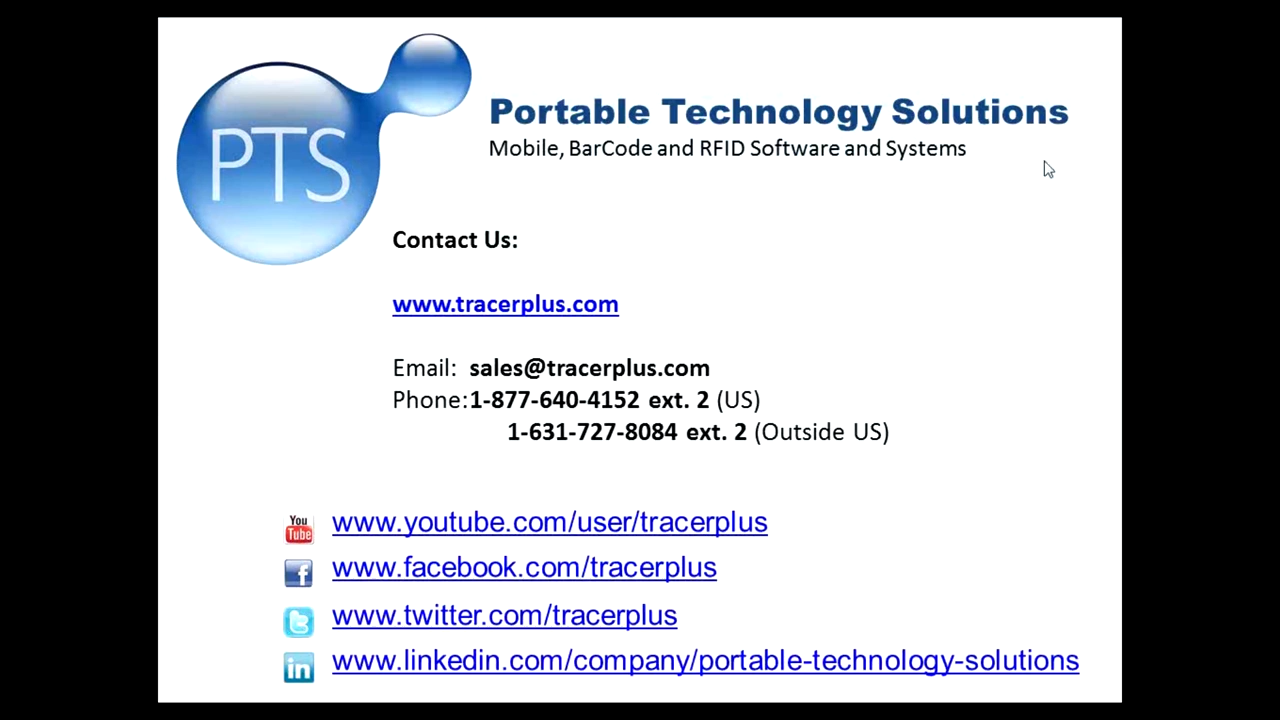 PTS
Portable Technology Solutions
Mobile, BarCode and RFID Software and Systems
Contact Us:
www.tracerplus.com
Email: sales@tracerplus.com
Phone:1-877-640-4152 ext. 2 (US)
1-631-727-8084 ext. 2 (Outside US)
You Tube www.youtube.com/user/tracerplus
f www.facebook.com/tracerplus
t www.twitter.com/tracerplus
in www.linkedin.com/company/portable-technology-solutions